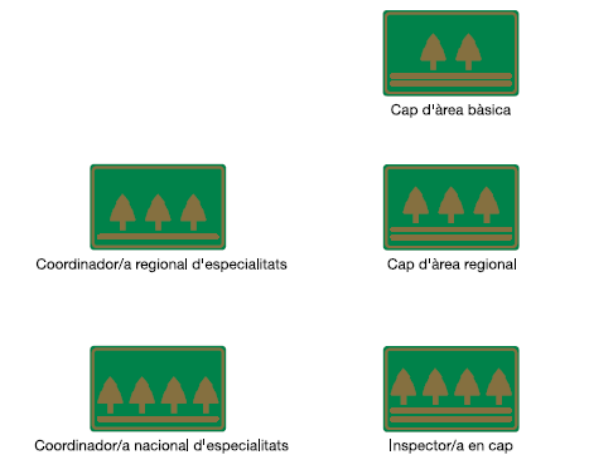 Cap d'àrea bàsica
Coordinador/a regional d'especialitats
Cap d'àrea regional
Coordinador/a nacional d'especialitats
Inspector/a en cap